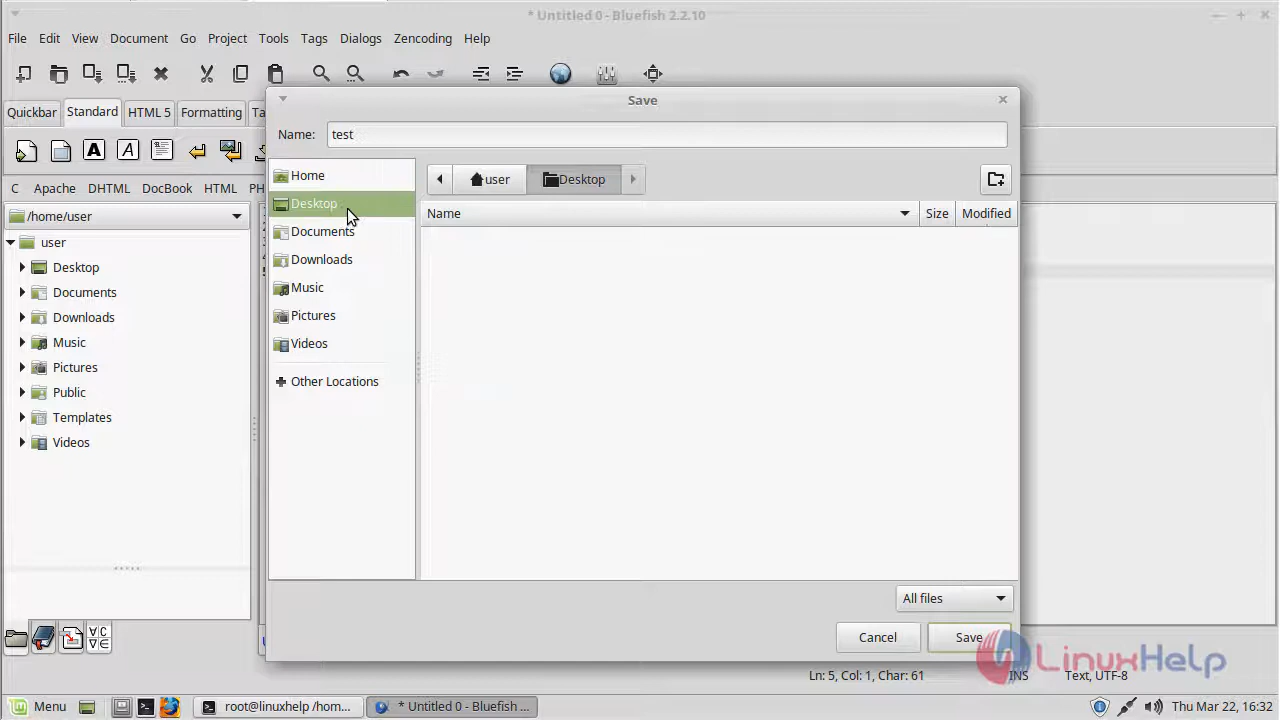 * Untitled 0 - Bluefish 2.2.10
File Edit View Document Go Project Tools Tags Dialogs Zencoding Help
Quickbar Standard HTML 5 Formatting Ta
C Apache DHTML DocBook HTML PH
/home/user
user
Desktop
Documents
Downloads
Music
Pictures
Public
Templates
Videos
Save
Name: test
Home
Desktop
Documents
Downloads
Music
Pictures
Videos
Other Locations
user Desktop
Name Size Modified
All files
Cancel Save
LinuxHelp
Ln: 5, Col: 1, Char: 61 INS Text, UTF-8
Menu root@linuxhelp /hom... * Untitled 0 - Bluefish ... Thu Mar 22, 16:32